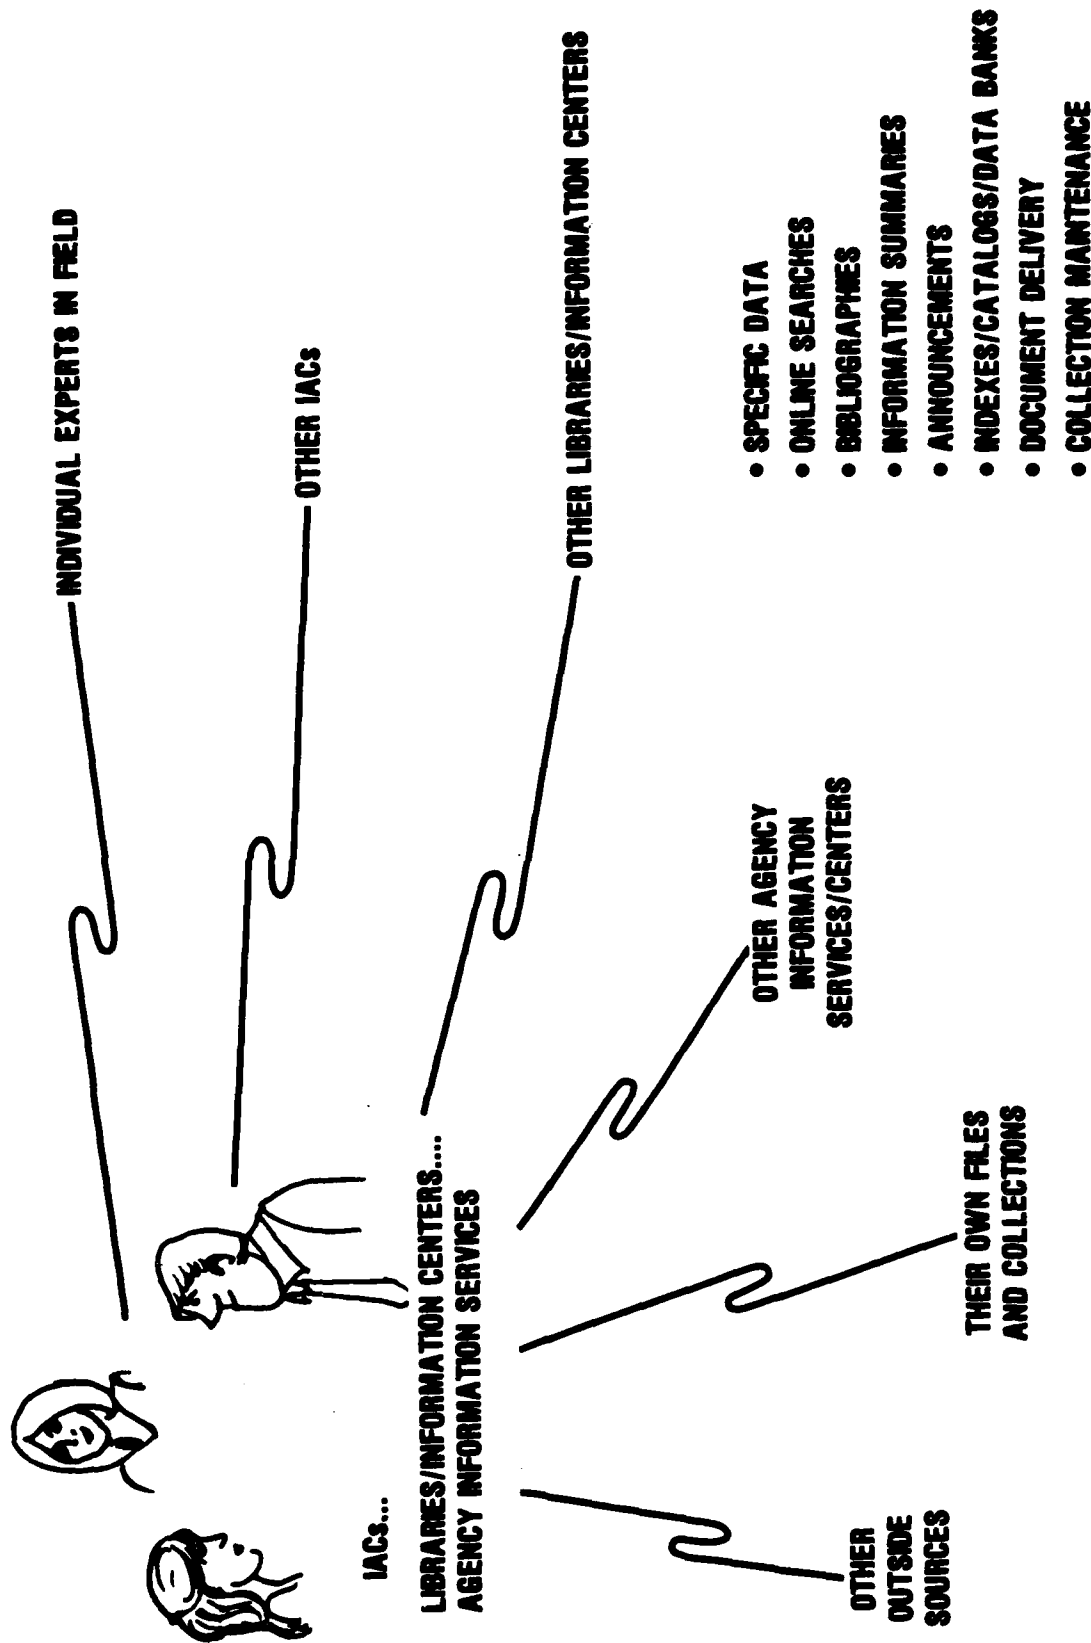 INDIVIDUAL EXPERTS IN FIELD
OTHER IACs
IACs...
LIBRARIES/INFORMATION CENTERS....
AGENCY INFORMATION SERVICES
OTHER LIBRARIES/INFORMATION CENTERS
OTHER AGENCY
INFORMATION
SERVICES/CENTERS
THEIR OWN FILES
AND COLLECTIONS
OTHER
OUTSIDE
SOURCES
• SPECIFIC DATA
• ONLINE SEARCHES
• BIBLIOGRAPHIES
• INFORMATION SUMMARIES
• ANNOUNCEMENTS
• INDEXES/CATALOGS/DATA BANKS
• DOCUMENT DELIVERY
• COLLECTION MAINTENANCE